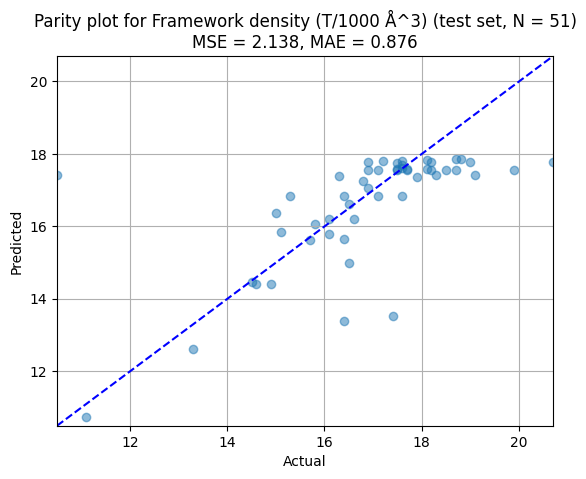 Parity plot for Framework density (T/1000 Å^3) (test set, N = 51)
MSE = 2.138, MAE = 0.876
20
18
16
14
12
Predicted
12 14 16 18 20
Actual